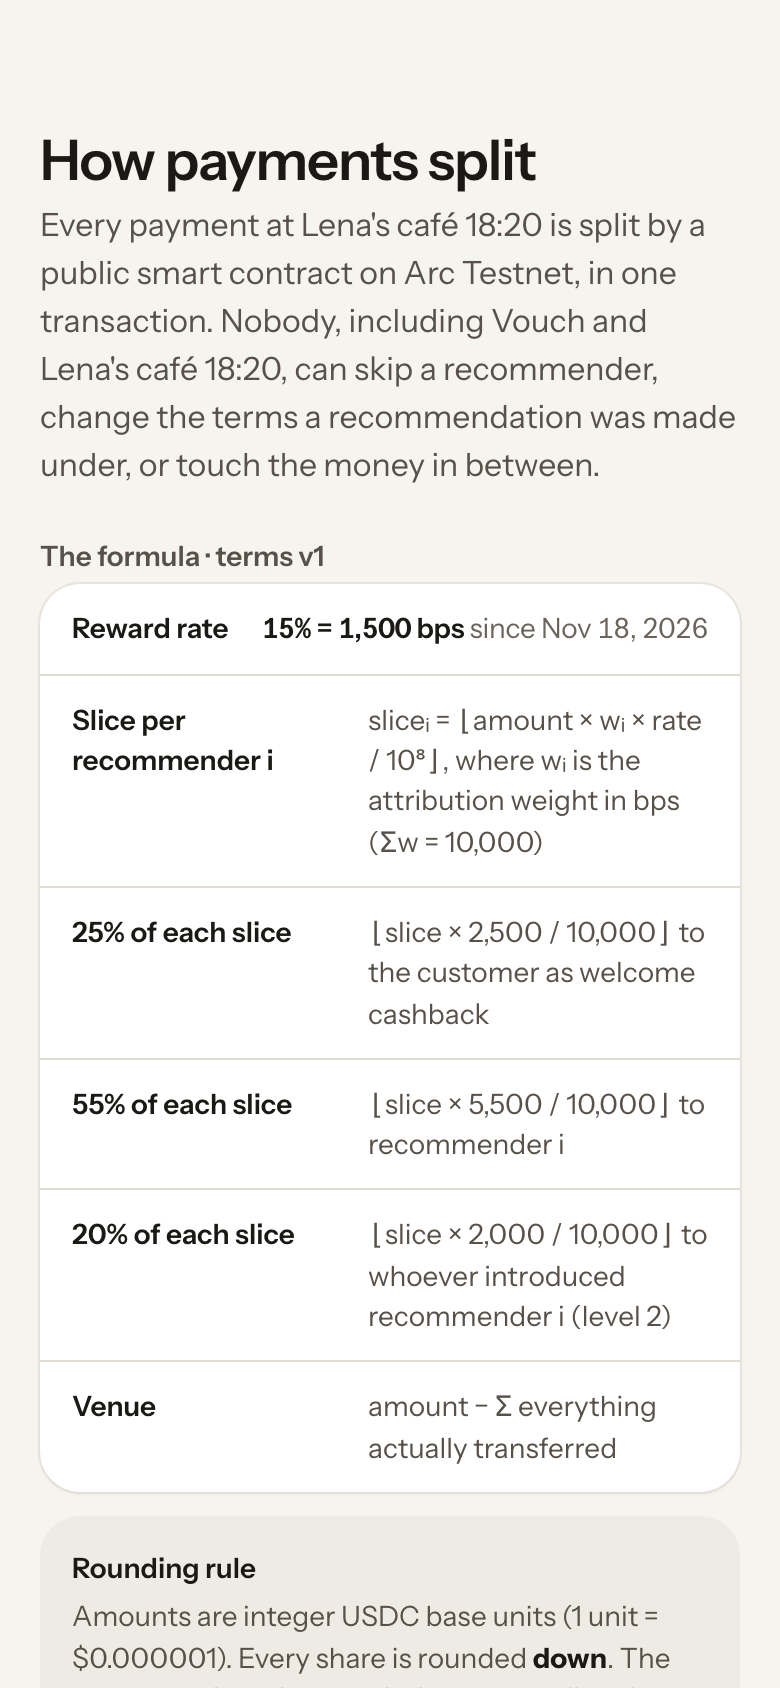 How payments split
Every payment at Lena's café 18:20 is split by a
public smart contract on Arc Testnet, in one
transaction. Nobody, including Vouch and
Lena's café 18:20, can skip a recommender,
change the terms a recommendation was made
under, or touch the money in between.
The formula · terms v1
Reward rate 15% = 1,500 bps since Nov 18, 2026
Slice per
recommender i
sliceᵢ = ⌊amount × wᵢ × rate
/ 10⁸⌋, where wᵢ is the
attribution weight in bps
(Σw = 10,000)
25% of each slice
⌊slice × 2,500 / 10,000⌋ to
the customer as welcome
cashback
55% of each slice
⌊slice × 5,500 / 10,000⌋ to
recommender i
20% of each slice
⌊slice × 2,000 / 10,000⌋ to
whoever introduced
recommender i (level 2)
Venue
amount − Σ everything
actually transferred
Rounding rule
Amounts are integer USDC base units (1 unit =
$0.000001). Every share is rounded down. The